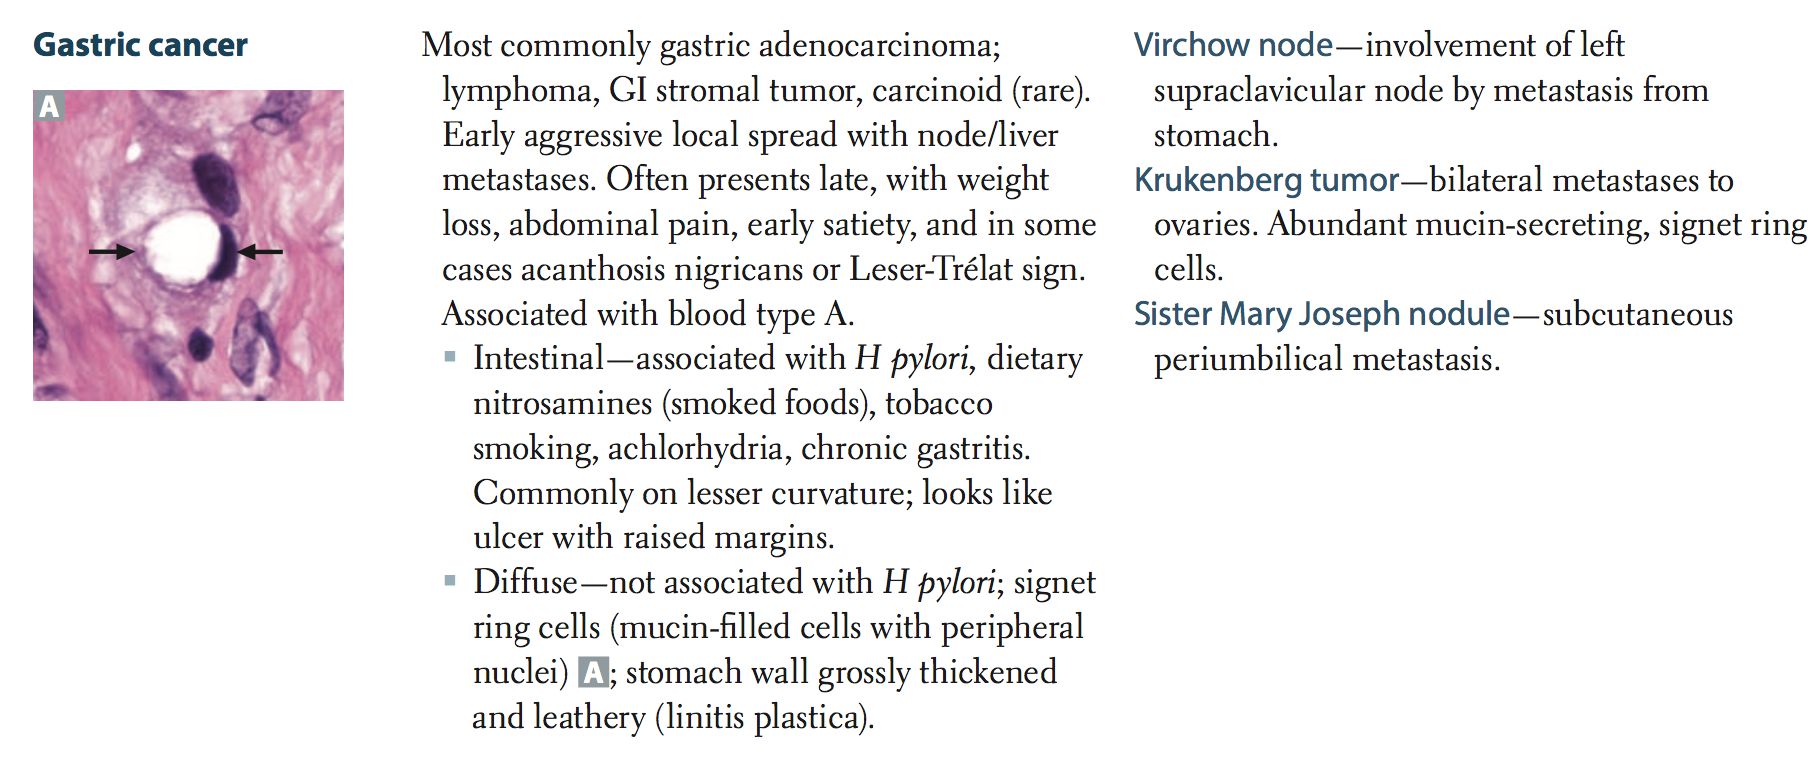 Gastric cancer
A
Most commonly gastric adenocarcinoma;
lymphoma, GI stromal tumor, carcinoid (rare).
Early aggressive local spread with node/liver
metastases. Often presents late, with weight
loss, abdominal pain, early satiety, and in some
cases acanthosis nigricans or Leser-Trélat sign.
Associated with blood type A.
▪ Intestinal—associated with H pylori, dietary
nitrosamines (smoked foods), tobacco
smoking, achlorhydria, chronic gastritis.
Commonly on lesser curvature; looks like
ulcer with raised margins.
▪ Diffuse—not associated with H pylori; signet
ring cells (mucin-filled cells with peripheral
nuclei) A; stomach wall grossly thickened
and leathery (linitis plastica).
Virchow node—involvement of left
supraclavicular node by metastasis from
stomach.
Krukenberg tumor—bilateral metastases to
ovaries. Abundant mucin-secreting, signet ring
cells.
Sister Mary Joseph nodule—subcutaneous
periumbilical metastasis.